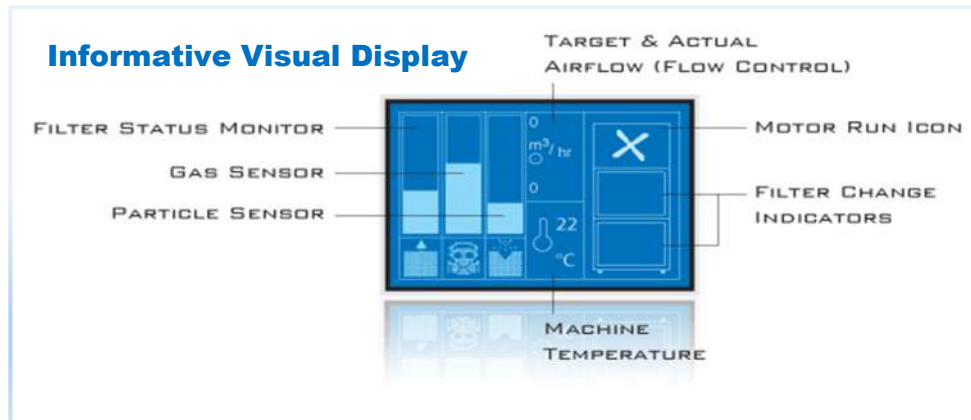 Informative Visual Display
TARGET & ACTUAL
AIRFLOW (FLOW CONTROL)
FILTER STATUS MONITOR
GAS SENSOR
PARTICLE SENSOR
0
m³/ hr
0
22
°C
MOTOR RUN ICON
FILTER CHANGE
INDICATORS
MACHINE
TEMPERATURE